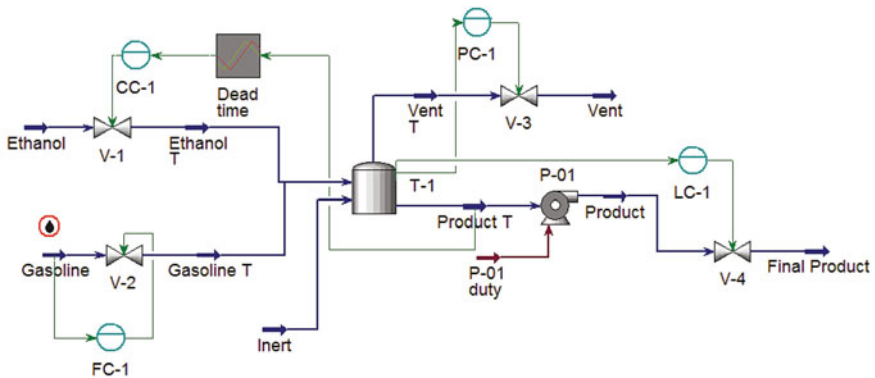 PC-1
CC-1
Dead
time
Vent
T
V-3
Vent
Ethanol
V-1
Ethanol
T
T-1
P-01
LC-1
Product T
Product
Gasoline
V-2
Gasoline T
P-01
duty
V-4
Final Product
Inert
FC-1